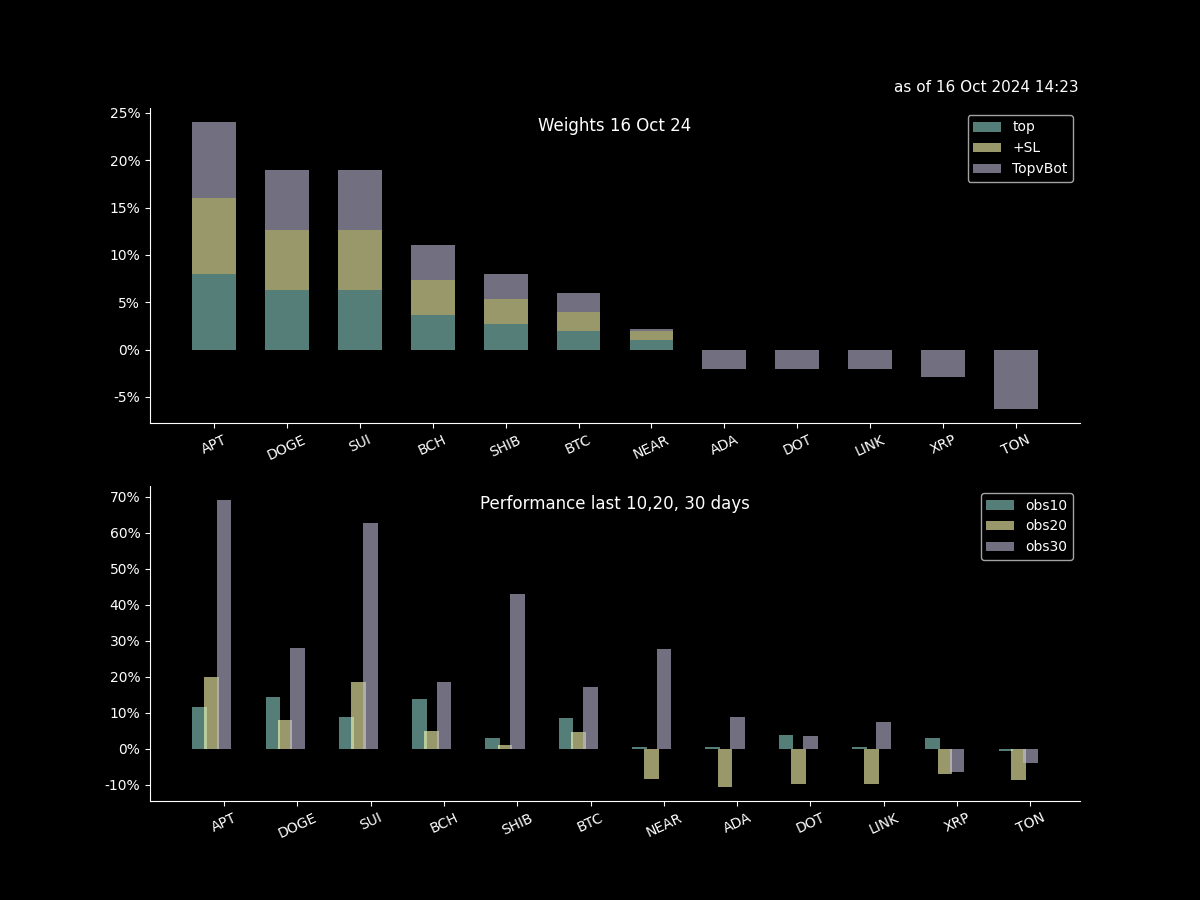 as of 16 Oct 2024 14:23
Weights 16 Oct 24
top
+SL
TopvBot
25%
20%
15%
10%
5%
0%
-5%
APT DOGE SUI BCH SHIB BTC NEAR ADA DOT LINK XRP TON
Performance last 10,20, 30 days
obs10
obs20
obs30
70%
60%
50%
40%
30%
20%
10%
0%
-10%
APT DOGE SUI BCH SHIB BTC NEAR ADA DOT LINK XRP TON